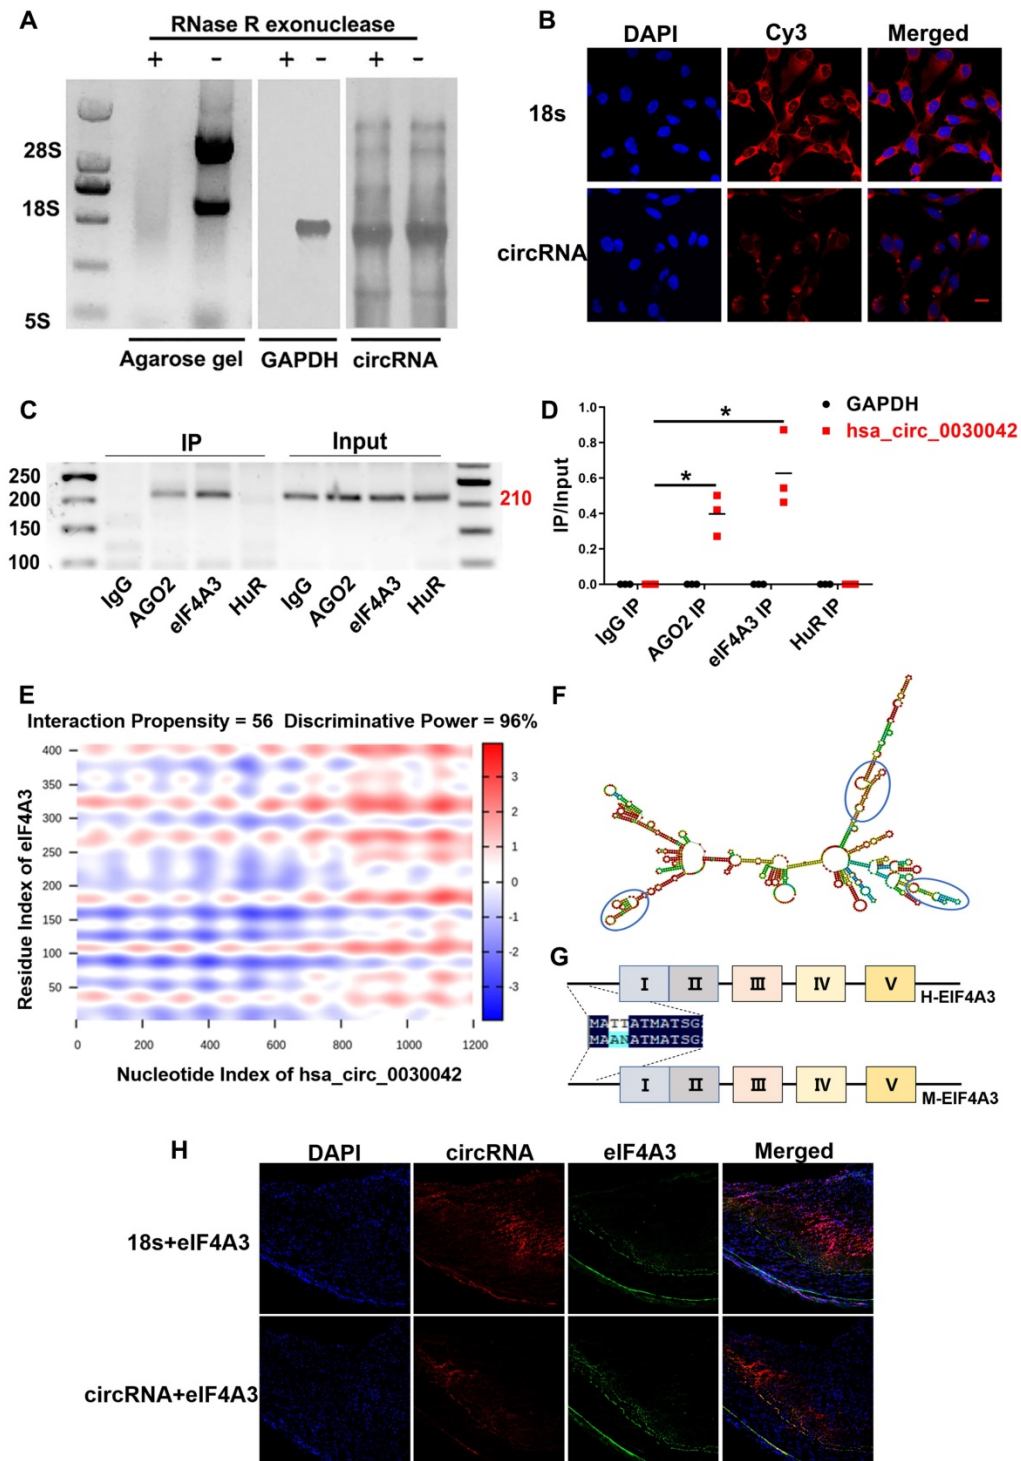 A
RNase R exonuclease
+ - + - + -
28S
18S
5S
Agarose gel GAPDH circRNA
B
DAPI Cy3 Merged
18s
circRNA
C
IP Input
250
200
150
100
210
IgG AGO2 eIF4A3 HuR IgG AGO2 eIF4A3 HuR
D
GAPDH
hsa_circ_0030042
1.0
0.8
0.6
0.4
0.2
0.0
IP/Input
* *
IgG IP AGO2 IP eIF4A3 IP HuR IP
E
Interaction Propensity = 56 Discriminative Power = 96%
Residue Index of eIF4A3
400
350
300
250
200
150
100
50
0 200 400 600 800 1000 1200
Nucleotide Index of hsa_circ_0030042
3
2
1
0
-1
-2
-3
F
G
I II III IV V
H-EIF4A3
MATTATMATSG
MAANATMATSG
I II III IV V
M-EIF4A3
H
DAPI circRNA eIF4A3 Merged
18s+eIF4A3
circRNA+eIF4A3